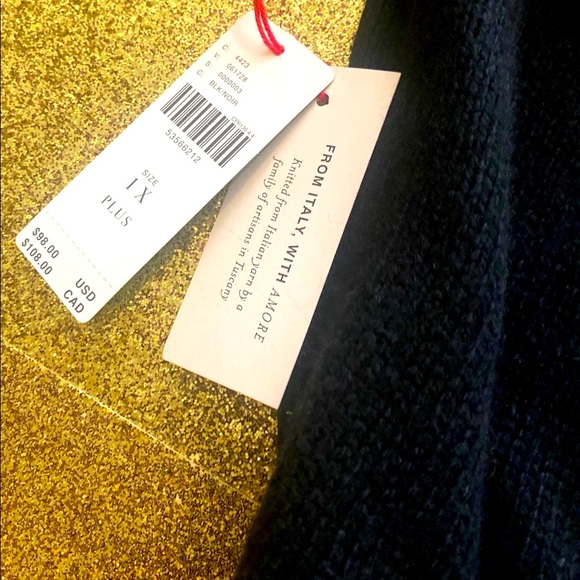 C: 4423
V: 061728
S: 0000003
C: BLK/NOIR
53566212
SIZE
1 X
PLUS
$98.00 USD
$108.00 CAD
FROM ITALY, WITH AMORE
Knitted from Italian yarn by a
family of artisans in Tuscany